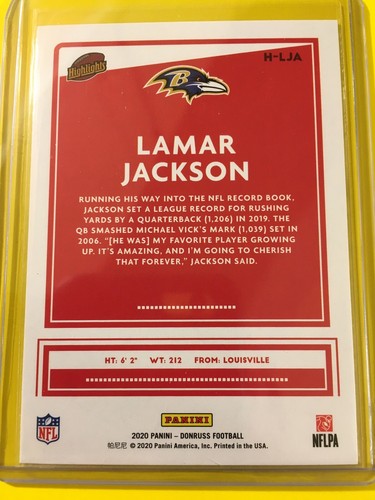 Highlights
H-LJA
B
LAMAR
JACKSON
RUNNING HIS WAY INTO THE NFL RECORD BOOK,
JACKSON SET A LEAGUE RECORD FOR RUSHING
YARDS BY A QUARTERBACK (1,206) IN 2019. THE
QB SMASHED MICHAEL VICK'S MARK (1,039) SET IN
2006. "[HE WAS] MY FAVORITE PLAYER GROWING
UP. IT'S AMAZING, AND I'M GOING TO CHERISH
THAT FOREVER," JACKSON SAID.
HT: 6' 2" WT: 212 FROM: LOUISVILLE
NFL
PANINI
NFLPA
2020 PANINI – DONRUSS FOOTBALL
帕尼尼 © 2020 Panini America, Inc. Printed in the USA.